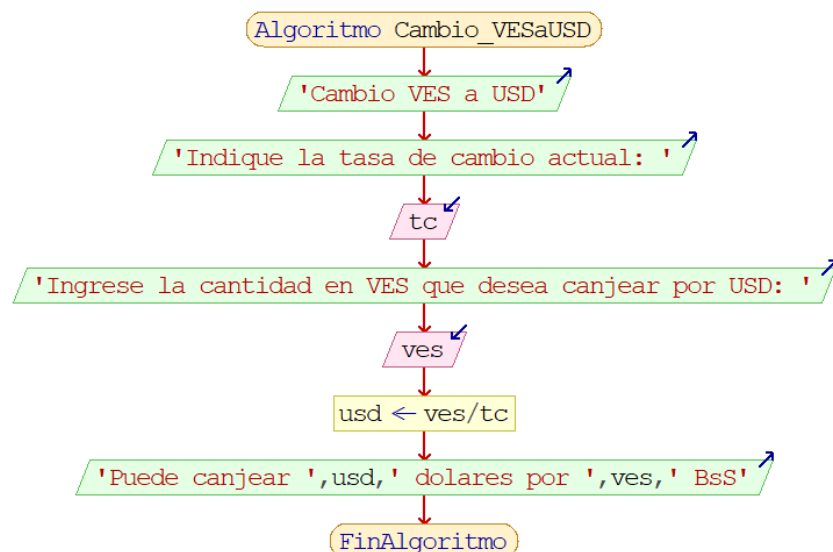 Algoritmo Cambio_VESaUSD
'Cambio VES a USD'
'Indique la tasa de cambio actual: '
tc
'Ingrese la cantidad en VES que desea canjear por USD: '
ves
usd ← ves/tc
'Puede canjear ',usd,' dolares por ',ves,' BsS'
FinAlgoritmo